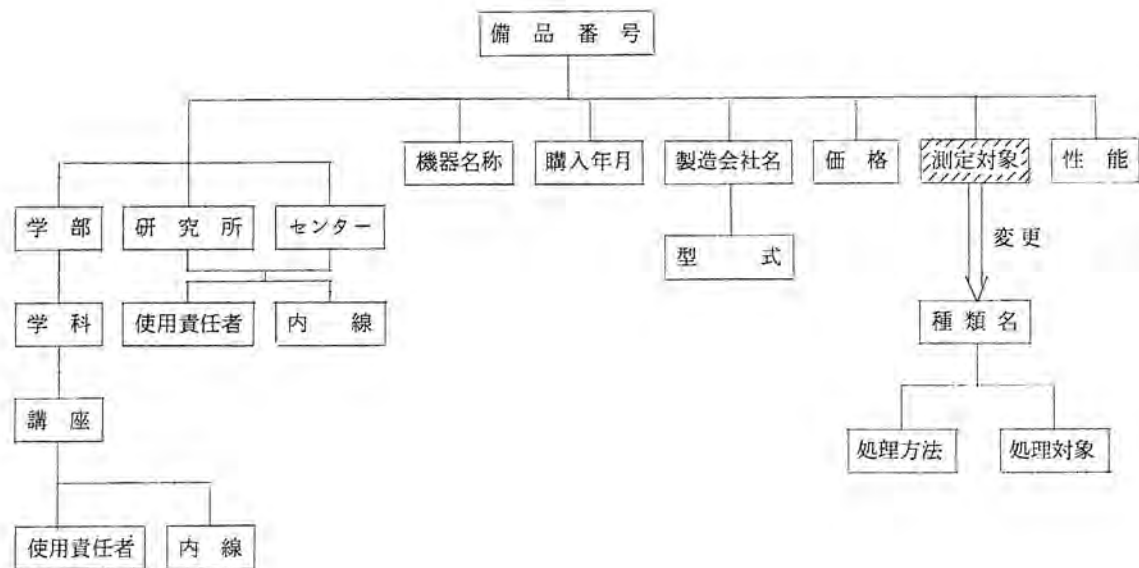 備品番号
機器名称
購入年月
製造会社名
価格
測定対象
性能
学部
研究所
センター
型式
変更
学科
使用責任者
内線
種類名
講座
処理方法
処理対象
使用責任者
内線